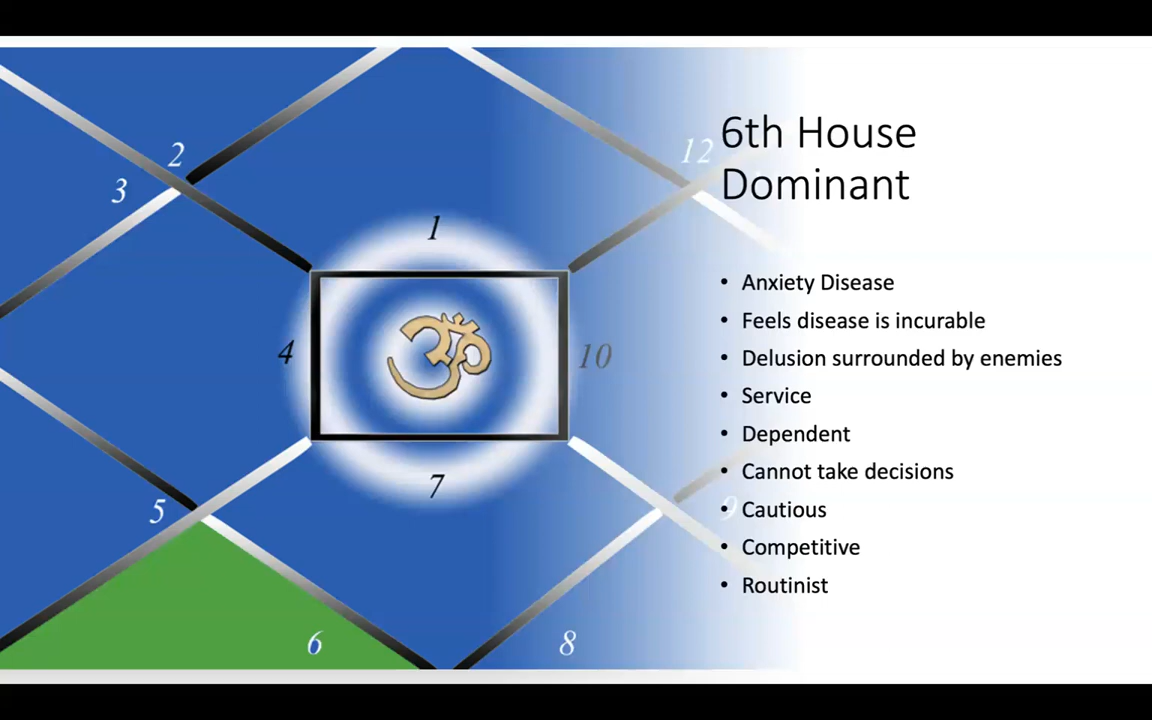 6th House
Dominant
• Anxiety Disease
• Feels disease is incurable
• Delusion surrounded by enemies
• Service
• Dependent
• Cannot take decisions
• Cautious
• Competitive
• Routinist
2
12
3
1
4
ॐ
10
7
5
9
6
8